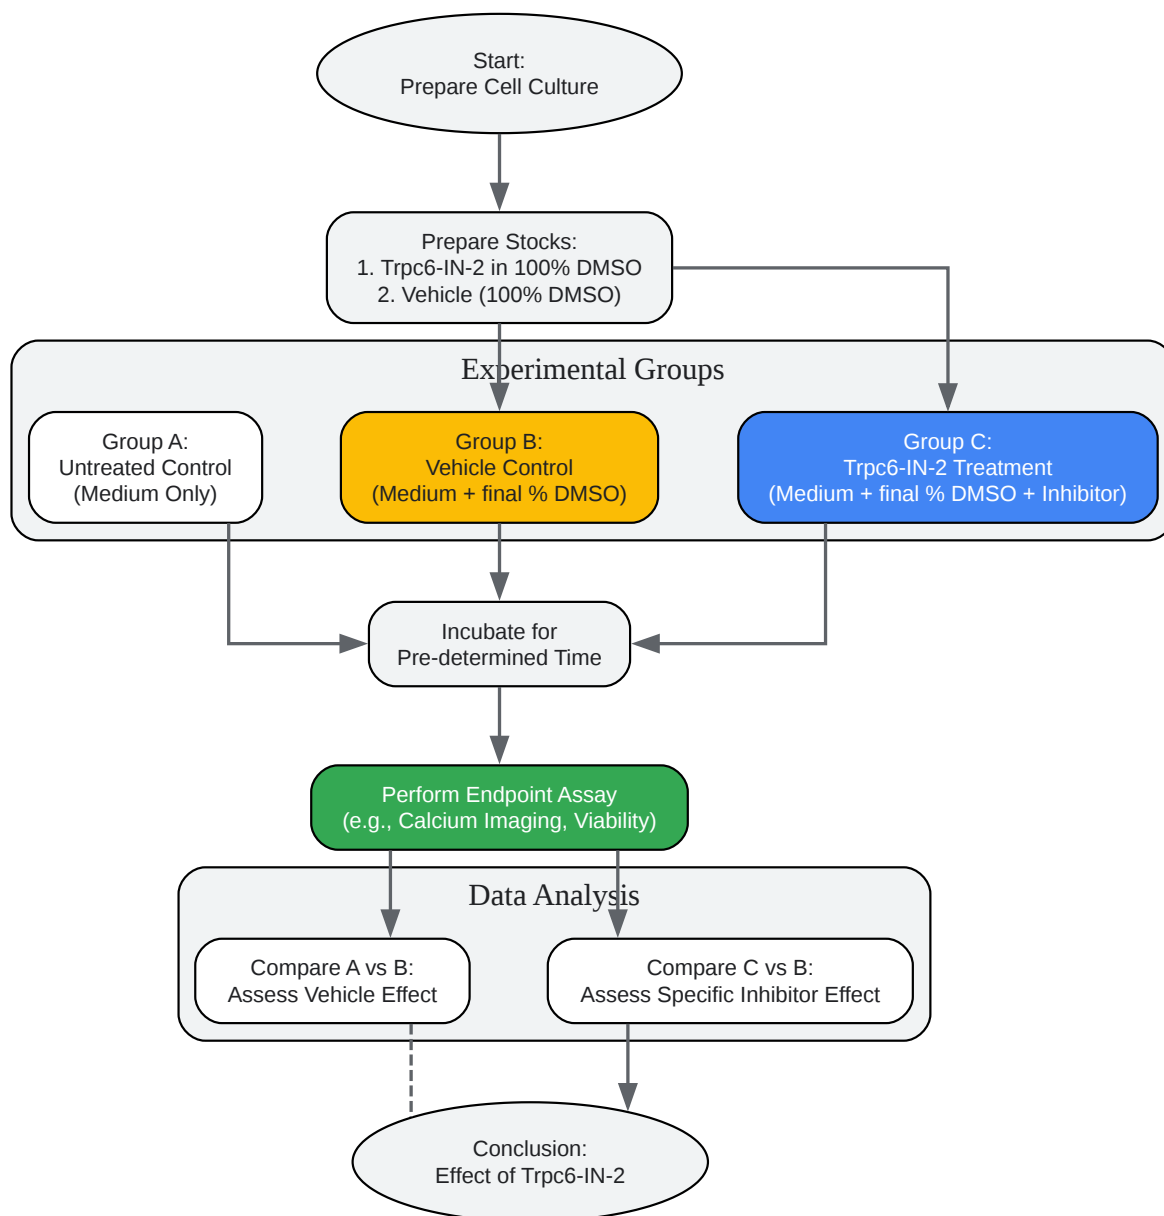 Start:
Prepare Cell Culture
Prepare Stocks:
1. Trpc6-IN-2 in 100% DMSO
2. Vehicle (100% DMSO)
Experimental Groups
Group A:
Untreated Control
(Medium Only)
Group B:
Vehicle Control
(Medium + final % DMSO)
Group C:
Trpc6-IN-2 Treatment
(Medium + final % DMSO + Inhibitor)
Incubate for
Pre-determined Time
Perform Endpoint Assay
(e.g., Calcium Imaging, Viability)
Data Analysis
Compare A vs B:
Assess Vehicle Effect
Compare C vs B:
Assess Specific Inhibitor Effect
Conclusion:
Effect of Trpc6-IN-2